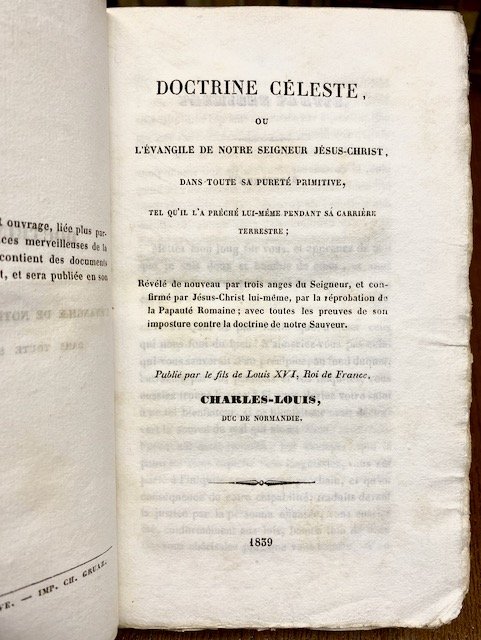 t ouvrage, liée plus par-
ces merveilleuses de la
contient des documents
t, et sera publiée en son
VE. — IMP. CH. GRUAZ.
DOCTRINE CÉLESTE,
OU
L'ÉVANGILE DE NOTRE SEIGNEUR JÉSUS-CHRIST,
DANS TOUTE SA PURETÉ PRIMITIVE,
TEL QU'IL L'A PRÊCHÉ LUI-MÊME PENDANT SA CARRIÈRE
TERRESTRE ;
Révélé de nouveau par trois anges du Seigneur, et con-
firmé par Jésus-Christ lui-même, par la réprobation de
la Papauté Romaine ; avec toutes les preuves de son
imposture contre la doctrine de notre Sauveur.
Publié par le fils de Louis XVI, Roi de France,
CHARLES-LOUIS,
DUC DE NORMANDIE.
1839